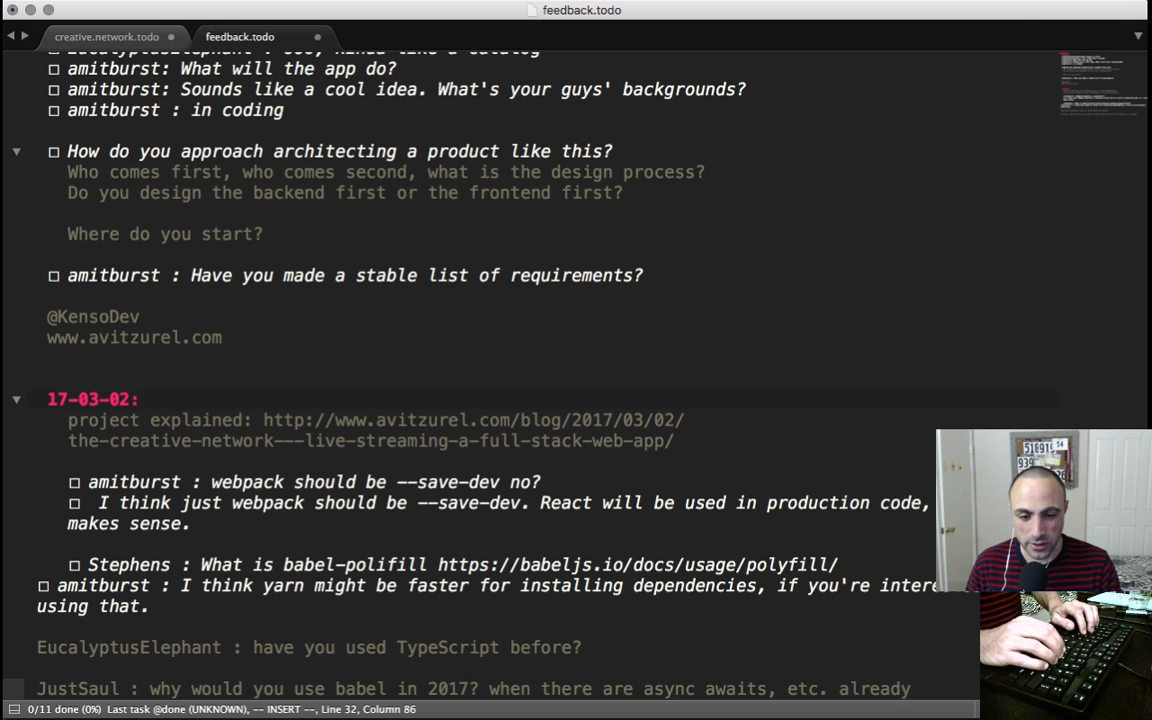 feedback.todo
creative.network.todo
feedback.todo
EucalyptusElephant : ooo, kinda like a catalog
amitburst: What will the app do?
amitburst: Sounds like a cool idea. What's your guys' backgrounds?
amitburst : in coding
How do you approach architecting a product like this?
Who comes first, who comes second, what is the design process?
Do you design the backend first or the frontend first?
Where do you start?
amitburst : Have you made a stable list of requirements?
@KensoDev
www.avitzurel.com
17-03-02:
project explained: http://www.avitzurel.com/blog/2017/03/02/
the-creative-network---live-streaming-a-full-stack-web-app/
amitburst : webpack should be --save-dev no?
I think just webpack should be --save-dev. React will be used in production code,
makes sense.
Stephens : What is babel-polifill https://babeljs.io/docs/usage/polyfill/
amitburst : I think yarn might be faster for installing dependencies, if you're intere
using that.
EucalyptusElephant : have you used TypeScript before?
JustSaul : why would you use babel in 2017? when there are async awaits, etc. already
0/11 done (0%) Last task @done (UNKNOWN), -- INSERT --, Line 32, Column 86